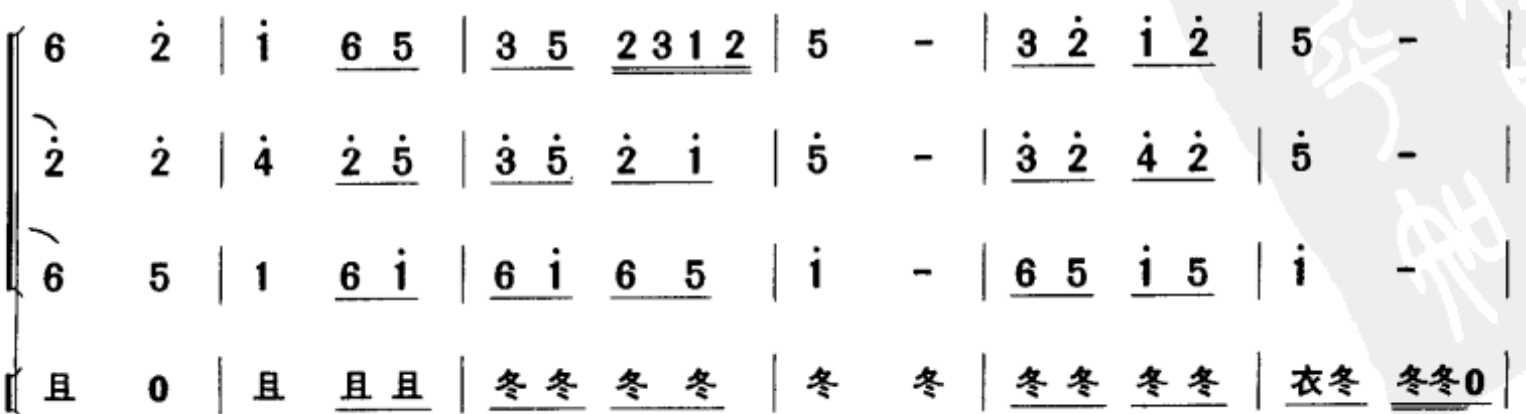 6 2̇ | 1̇ 6 5 | 3 5 2 3 1 2 | 5 - | 3 2̇ 1̇ 2̇ | 5 - |
2̇ 2̇ | 4̇ 2̇ 5̇ | 3̇ 5̇ 2̇ 1̇ | 5̇ - | 3̇ 2̇ 4̇ 2̇ | 5̇ - |
6 5 | 1 6 1̇ | 6 1̇ 6 5 | 1̇ - | 6 5 1̇ 5 | 1̇ - |
且 0 | 且 且 且 | 冬 冬 冬 冬 | 冬 冬 | 冬 冬 冬 冬 | 衣冬 冬冬0 |